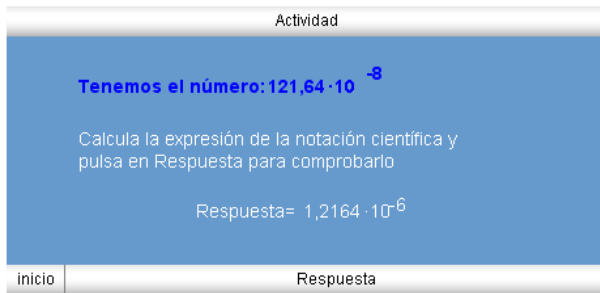 Actividad
Tenemos el número: 121,64·10⁻⁸
Calcula la expresión de la notación científica y
pulsa en Respuesta para comprobarlo
Respuesta= 1,2164·10⁻⁶
inicio
Respuesta